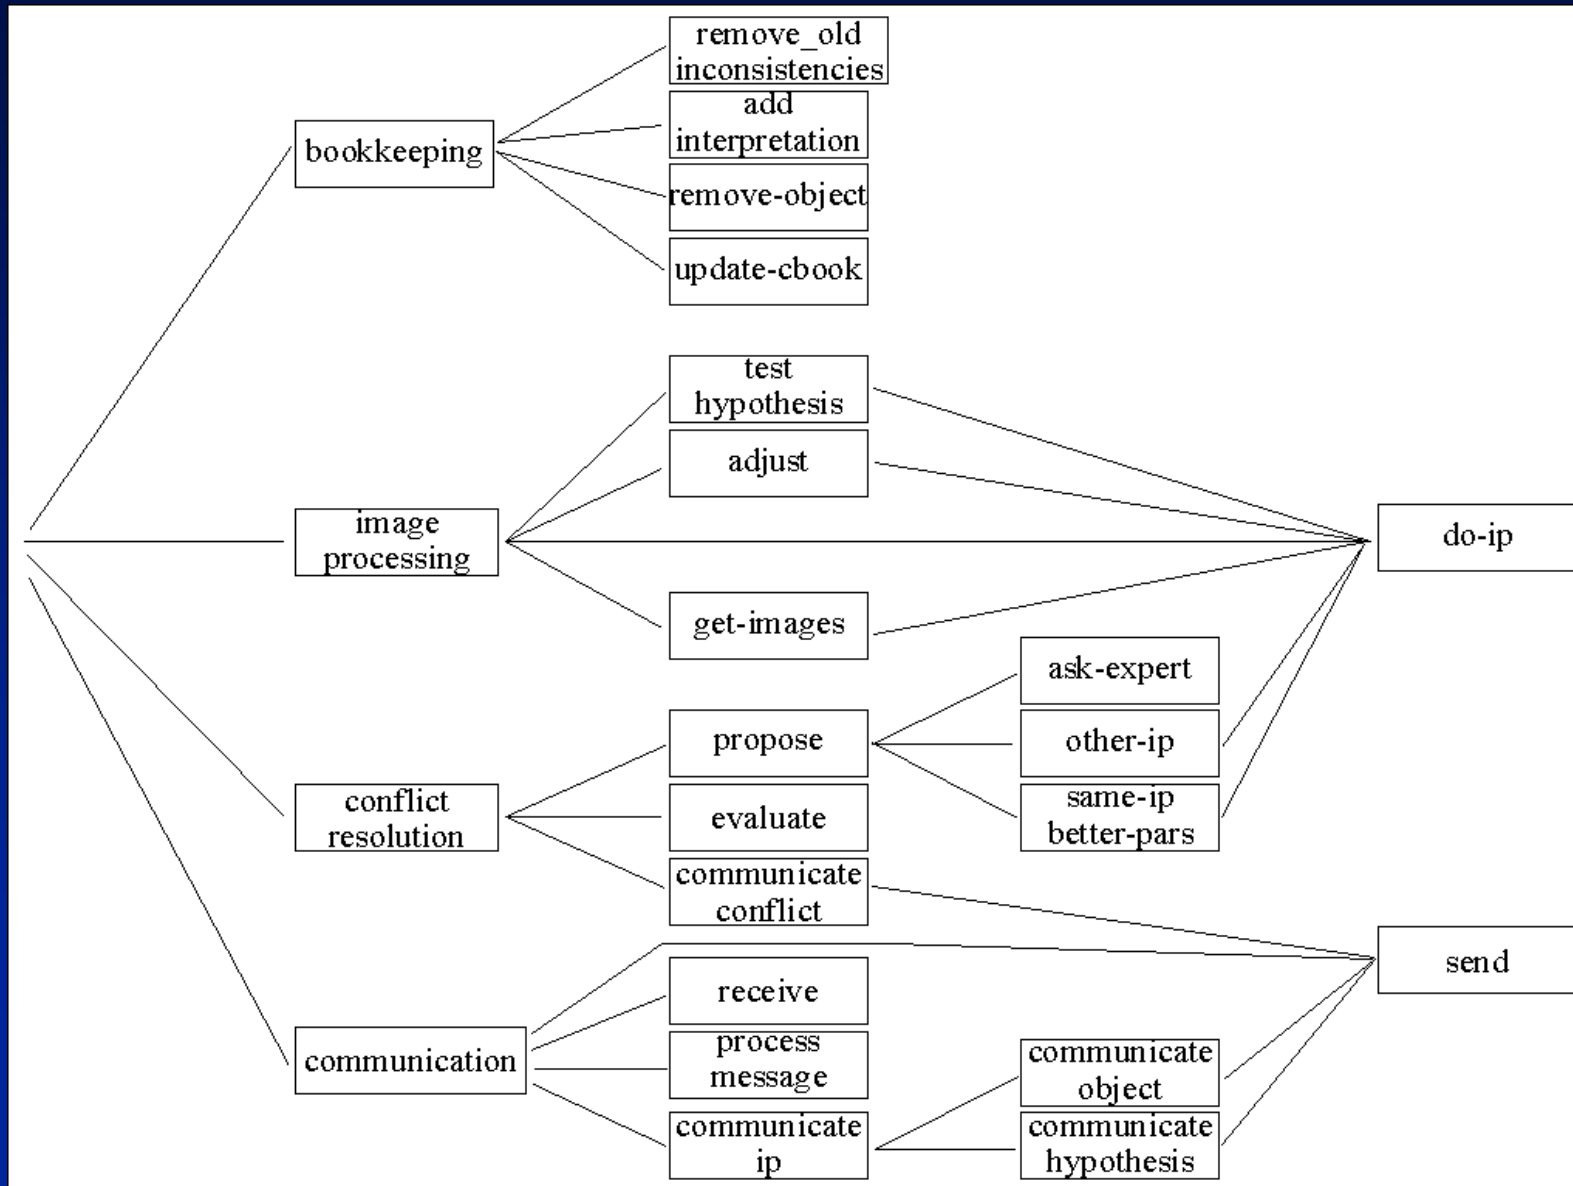 remove_old
inconsistencies
add
interpretation
bookkeeping
remove-object
update-cbook
test
hypothesis
adjust
image
processing
do-ip
get-images
ask-expert
propose
other-ip
conflict
resolution
evaluate
same-ip
better-pars
communicate
conflict
send
receive
communication
process
message
communicate
object
communicate
ip
communicate
hypothesis